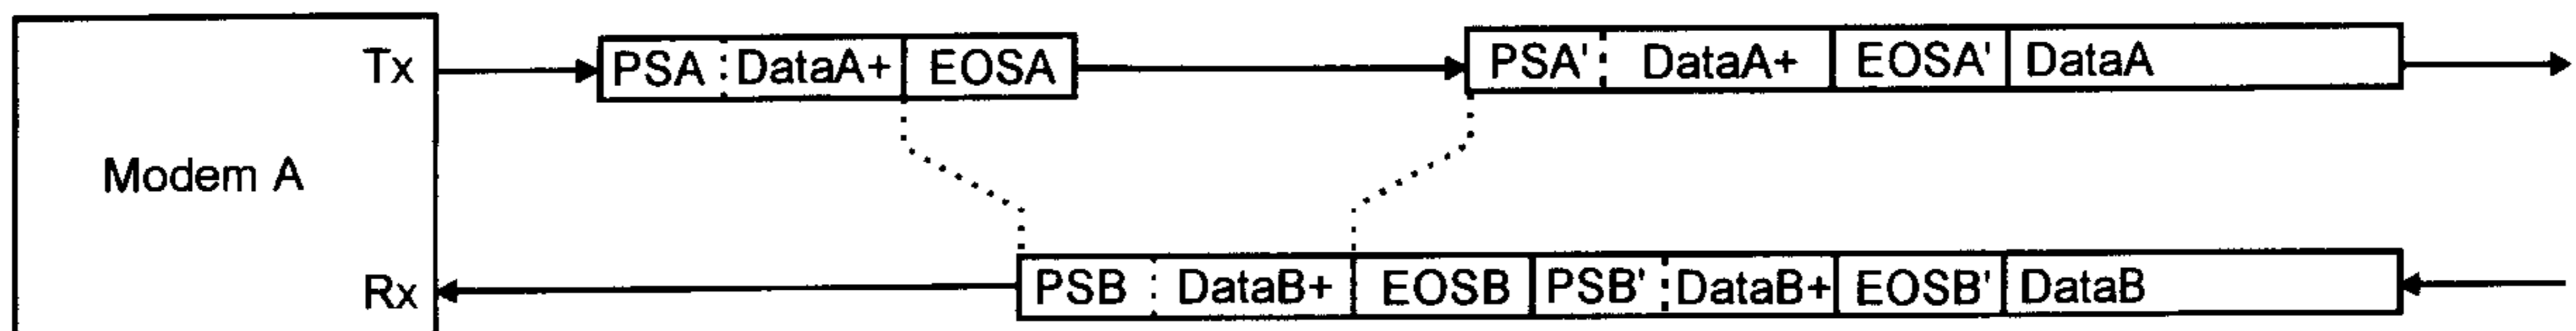 Tx PSA DataA+ EOSA PSA' DataA+ EOSA' DataA
Modem A
Rx PSB DataB+ EOSB PSB' DataB+ EOSB' DataB